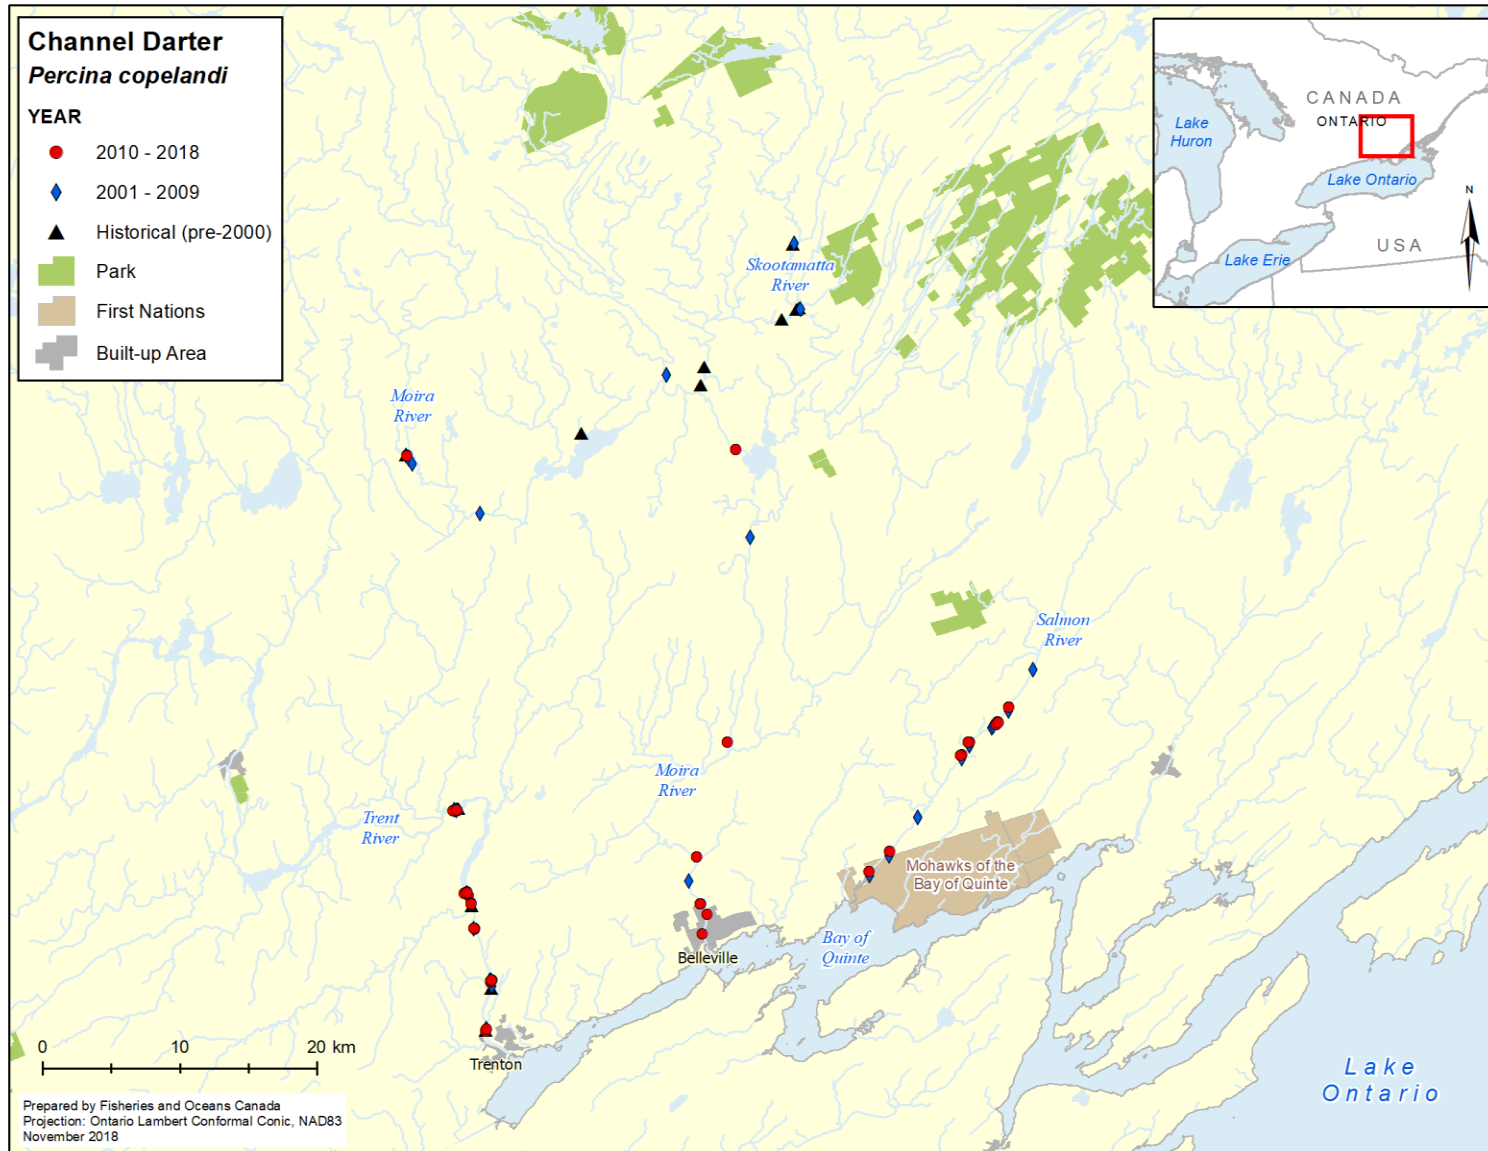 Channel Darter
Percina copelandi
YEAR
2010 - 2018
2001 - 2009
Historical (pre-2000)
Park
First Nations
Built-up Area
CANADA
ONTARIO
Lake
Huron
Lake Ontario
USA
Lake Erie
N
Skootamatta
River
Moira
River
Salmon
River
Moira
River
Trent
River
Mohawks of the
Bay of Quinte
Bay of
Quinte
Belleville
Trenton
0 10 20 km
Lake
Ontario
Prepared by Fisheries and Oceans Canada
Projection: Ontario Lambert Conformal Conic, NAD83
November 2018